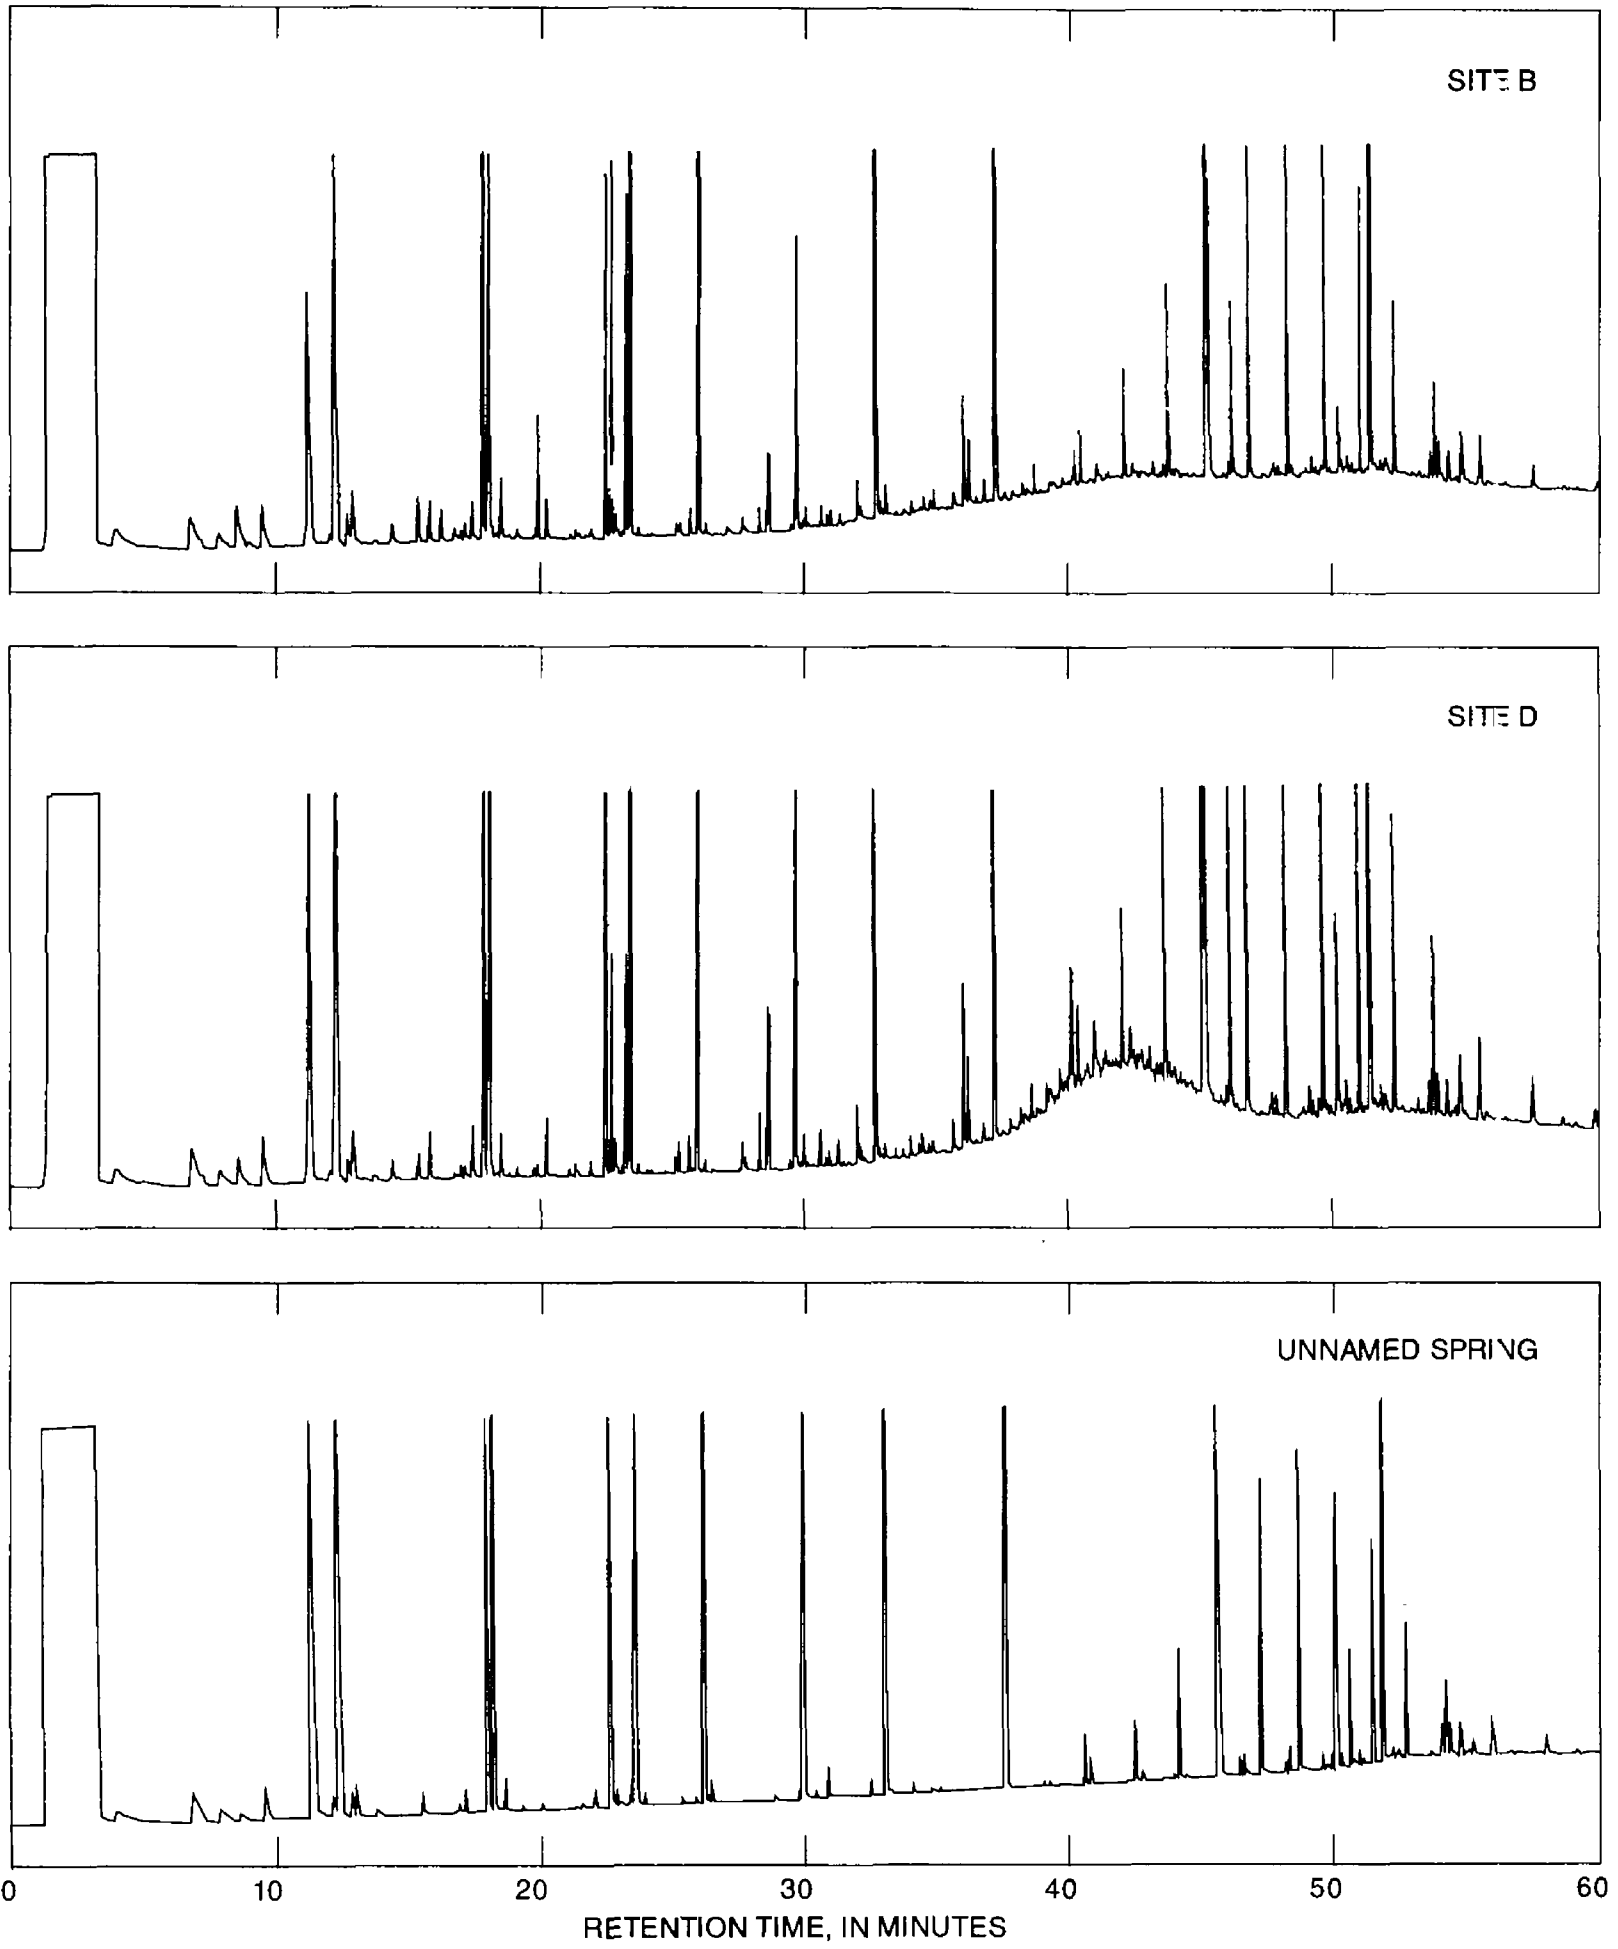 SITE B
SITE D
UNNAMED SPRING
0 10 20 30 40 50 60
RETENTION TIME, IN MINUTES